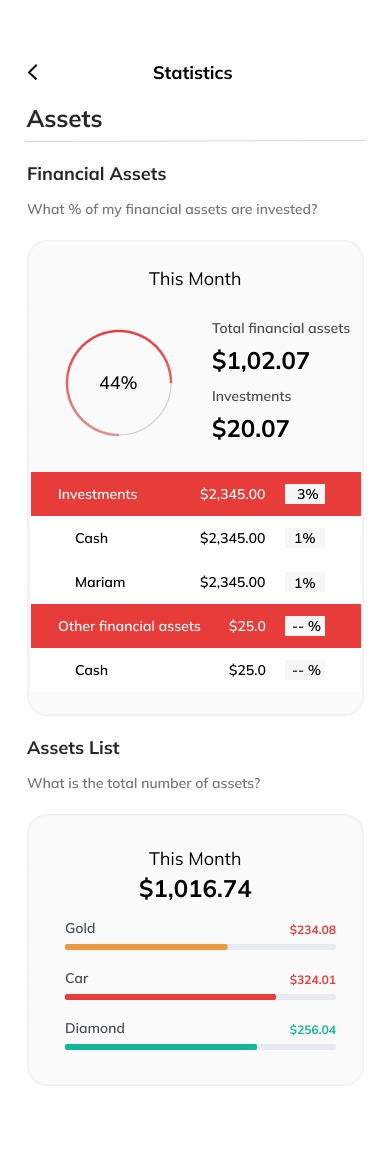 Statistics
Assets
Financial Assets
What % of my financial assets are invested?
This Month
44%
Total financial assets
$1,02.07
Investments
$20.07
Investments $2,345.00 3%
Cash $2,345.00 1%
Mariam $2,345.00 1%
Other financial assets $25.0 -- %
Cash $25.0 -- %
Assets List
What is the total number of assets?
This Month
$1,016.74
Gold $234.08
Car $324.01
Diamond $256.04